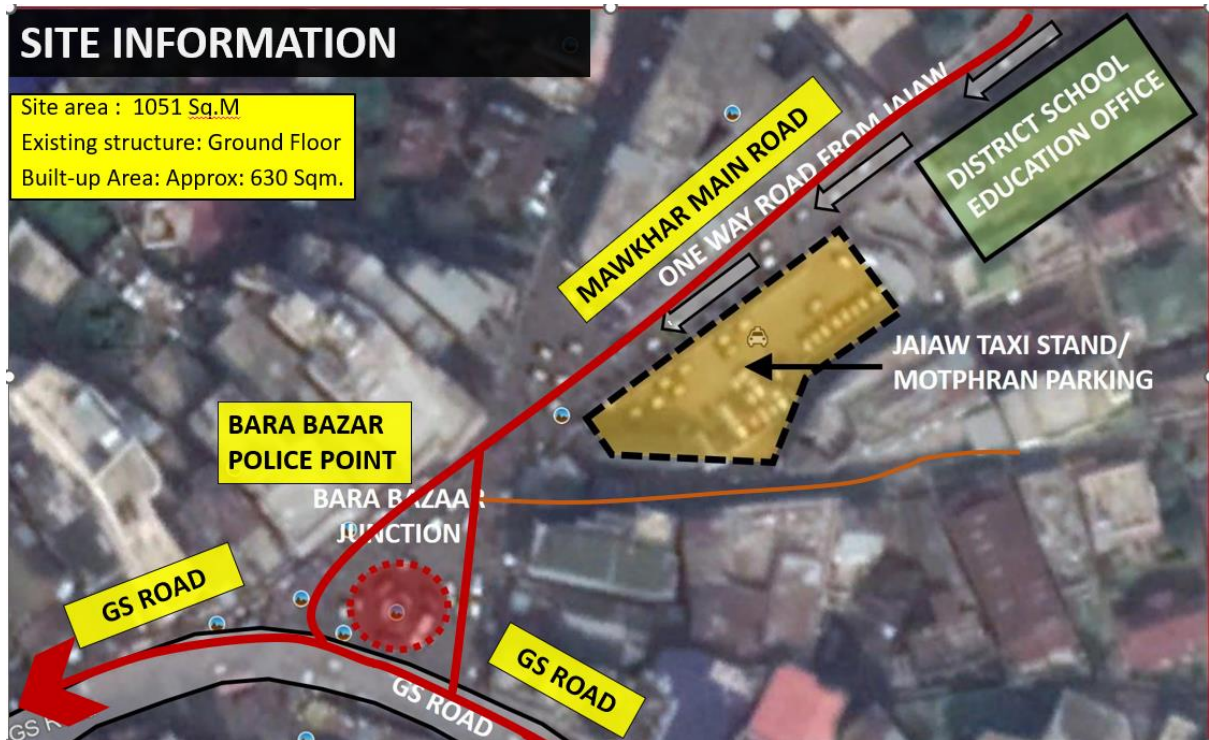 SITE INFORMATION
Site area :  1051 Sq.M
Existing structure: Ground Floor
Built-up Area: Approx: 630 Sqm.
MAWKHAR MAIN ROAD
ONE WAY ROAD FROM JAIAW
DISTRICT SCHOOL
EDUCATION OFFICE
JAIAW TAXI STAND/
MOTPHRAN PARKING
BARA BAZAR
POLICE POINT
BARA BAZAAR
JUNCTION
GS ROAD
GS ROAD
GS ROAD
GS